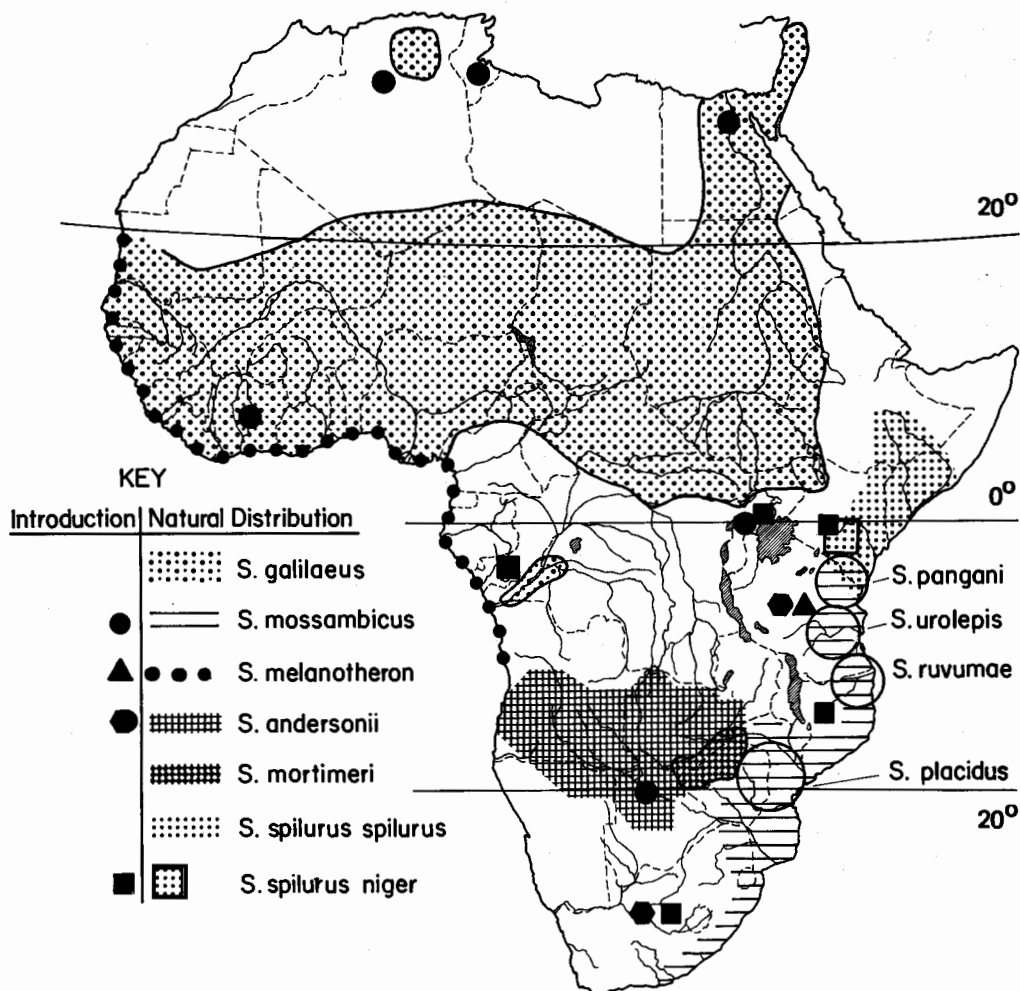 20°
KEY
Introduction Natural Distribution
S. galilaeus
S. mossambicus
S. melanotheron
S. andersonii
S. mortimeri
S. spilurus spilurus
S. spilurus niger
0°
S. pangani
S. urolepis
S. ruvumae
S. placidus
20°